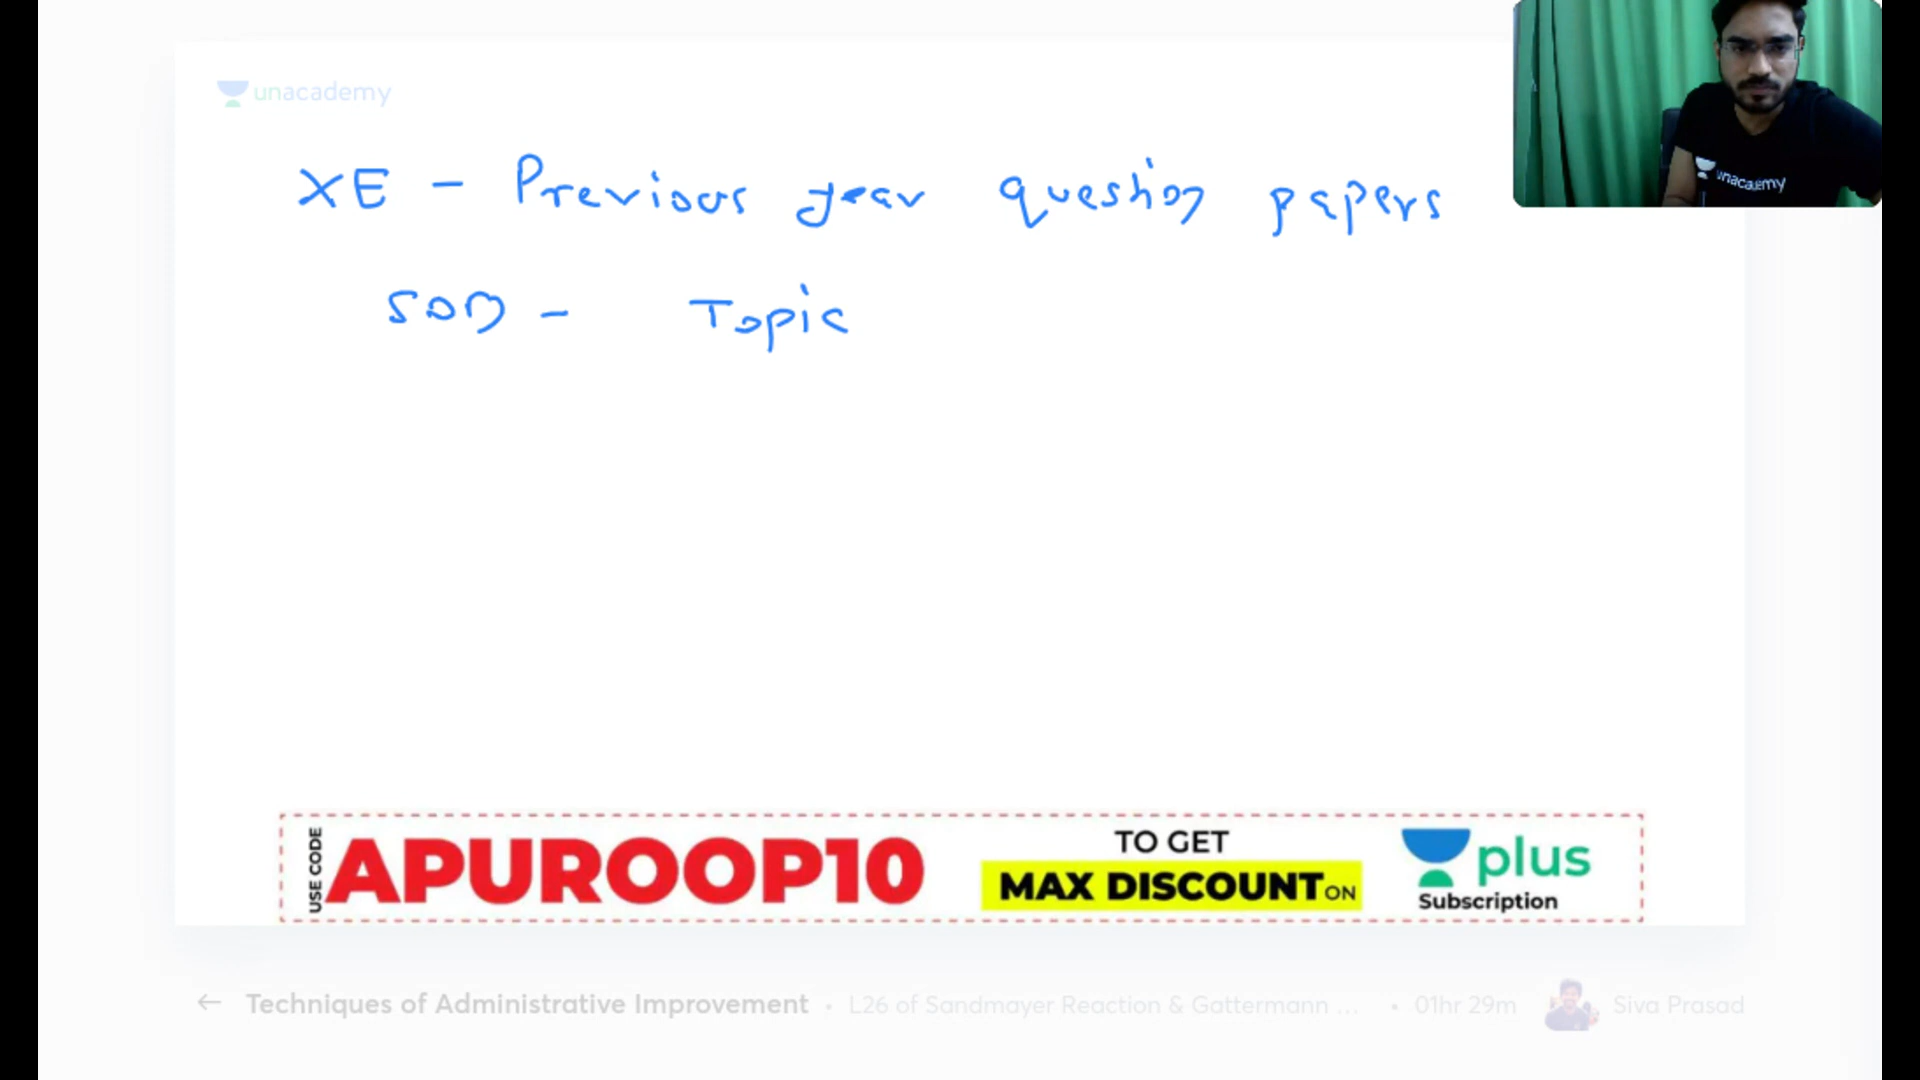 unacademy
XE - Previous year question papers
SOM - Topic
unacademy
USE CODE
APUROOP10
TO GET
MAX DISCOUNT ON
plus
Subscription
← Techniques of Administrative Improvement • L26 of Sandmayer Reaction & Gattermann ... • 01hr 29m Siva Prasad